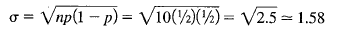 σ = √np(1 − p) = √10(½)(½) = √2.5 ≃ 1.58